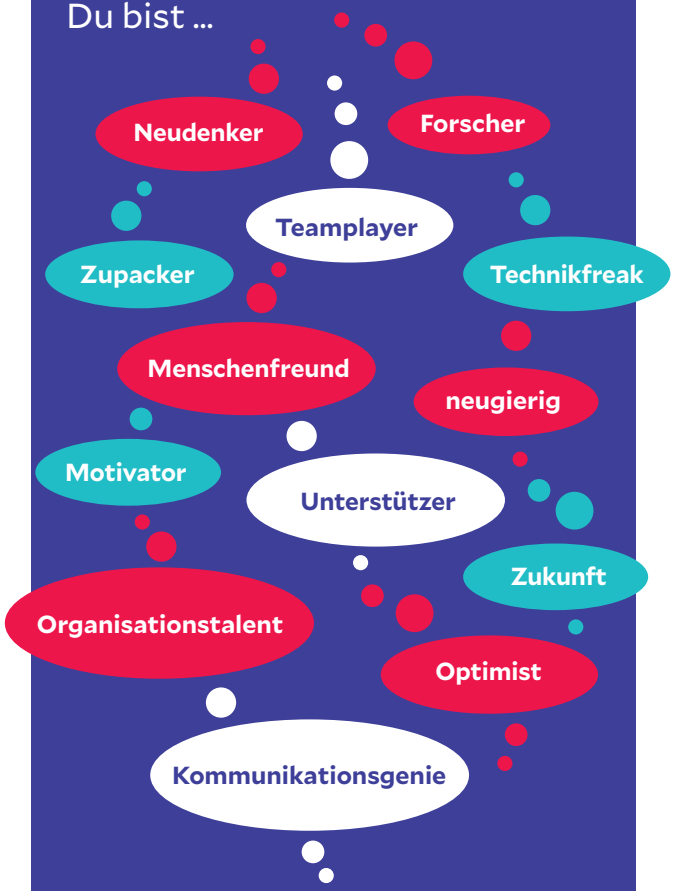 Du bist ...
Neudenker
Forscher
Teamplayer
Zupacker
Technikfreak
Menschenfreund
neugierig
Motivator
Unterstützer
Zukunft
Organisationstalent
Optimist
Kommunikationsgenie